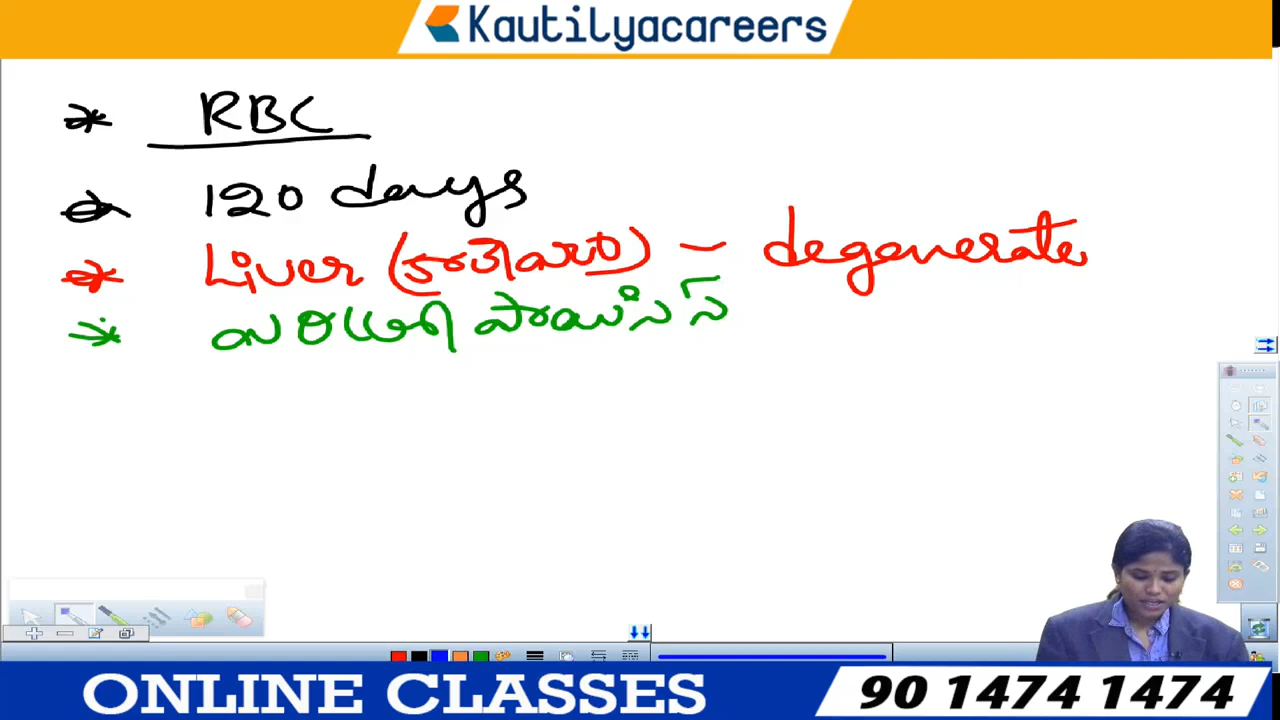 Kautilyacareers
* RBC
120 days
* Liver (కాలేయం) - degenerate
*
ONLINE CLASSES
90 1474 1474